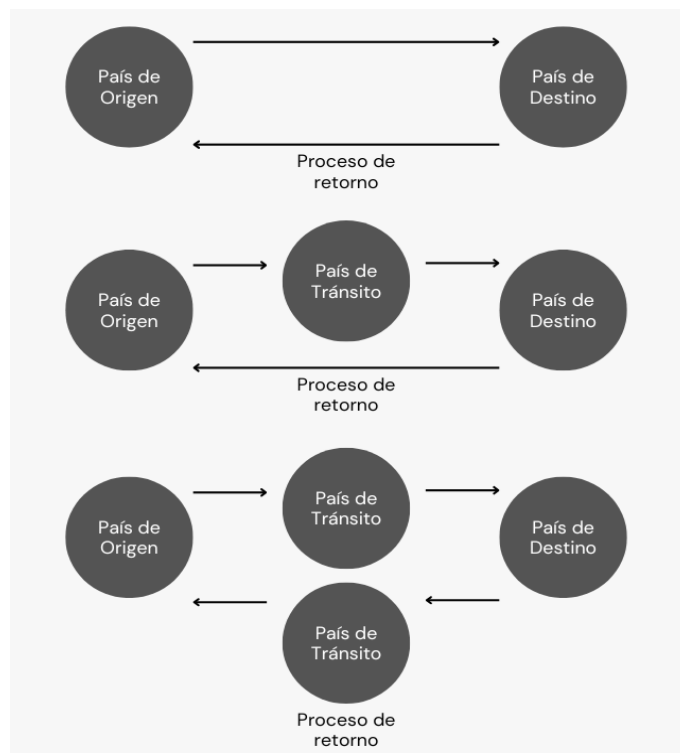 País de
Origen
País de
Destino
Proceso de
retorno
País de
Origen
País de
Tránsito
País de
Destino
Proceso de
retorno
País de
Origen
País de
Tránsito
País de
Destino
País de
Tránsito
Proceso de
retorno